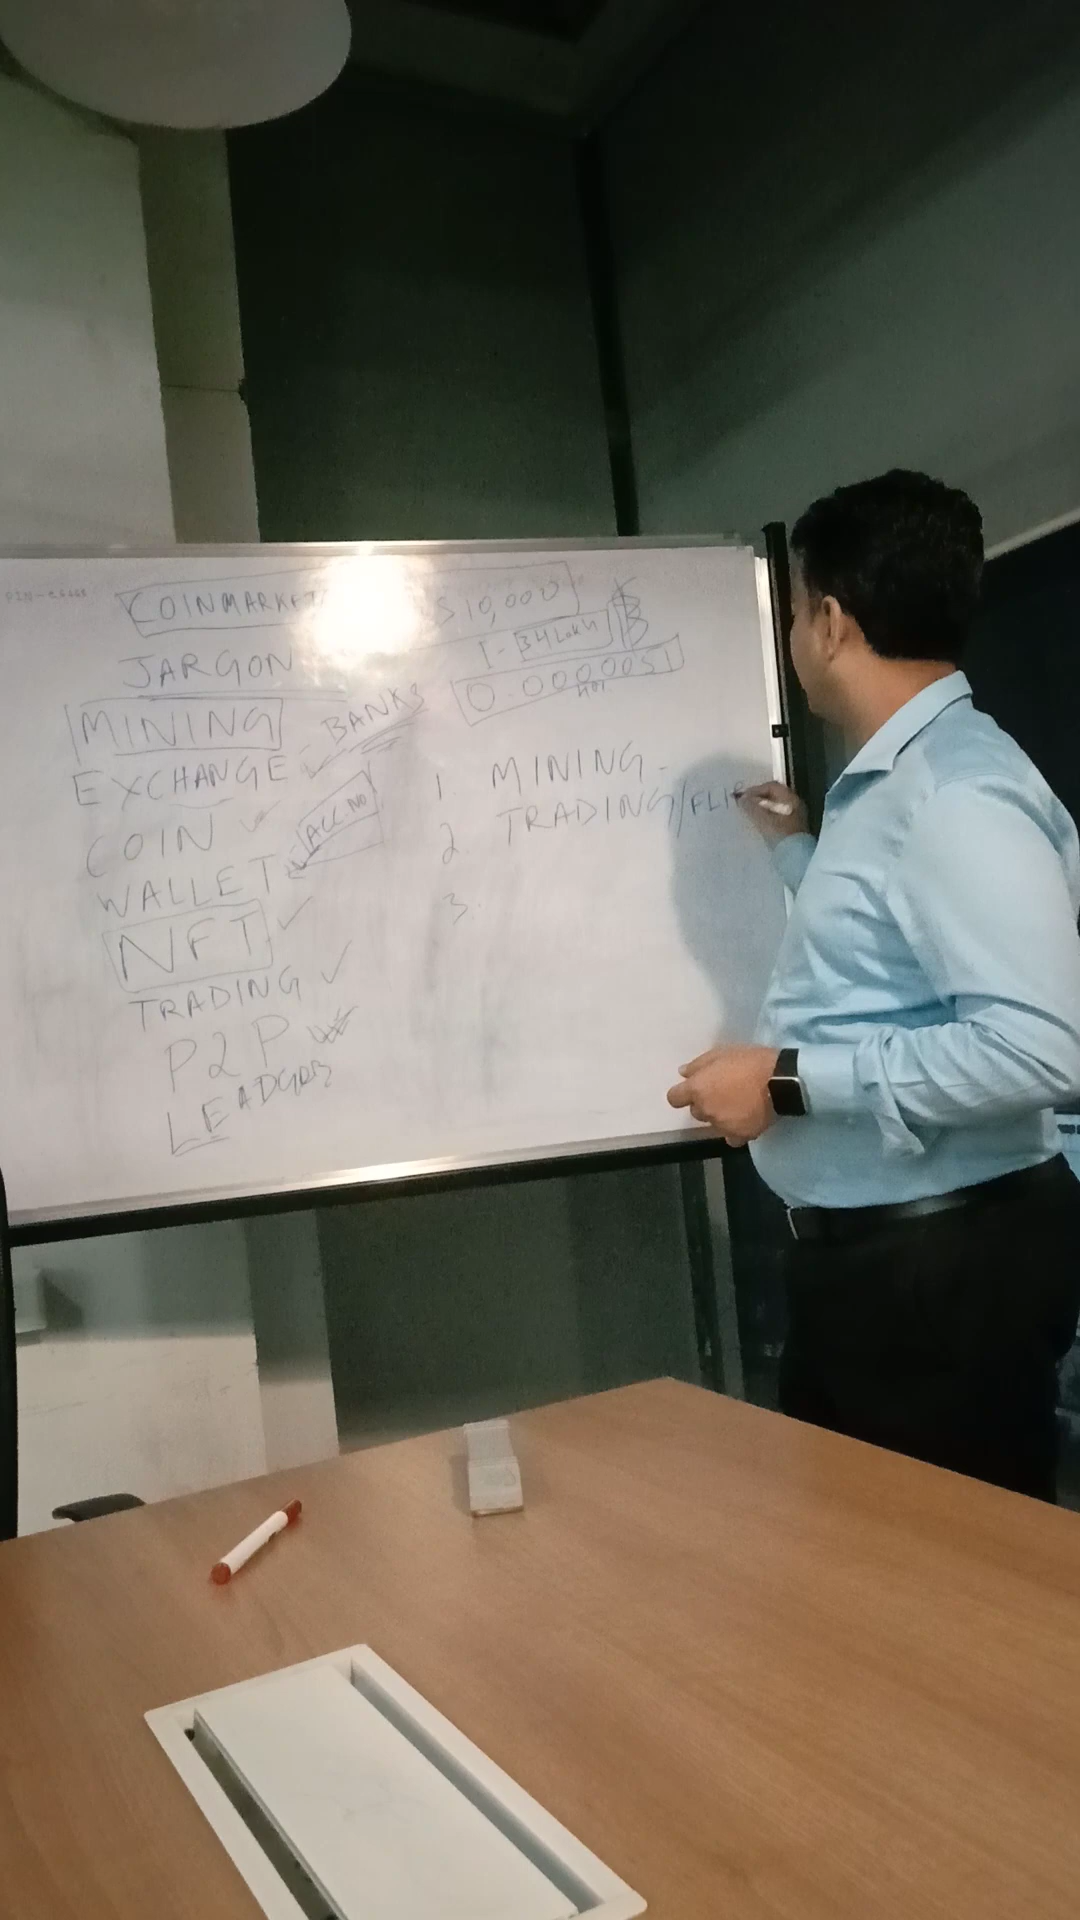 COINMARKET $ 10,000
JARGON 1 - 34 Lakh ₿
0.0000051
HOT
MINING
EXCHANGE - BANKS
COIN
WALLET ACC NO
NFT
TRADING
P2P
LEADGER
1. MINING -
2 TRADING/FLIP
3.